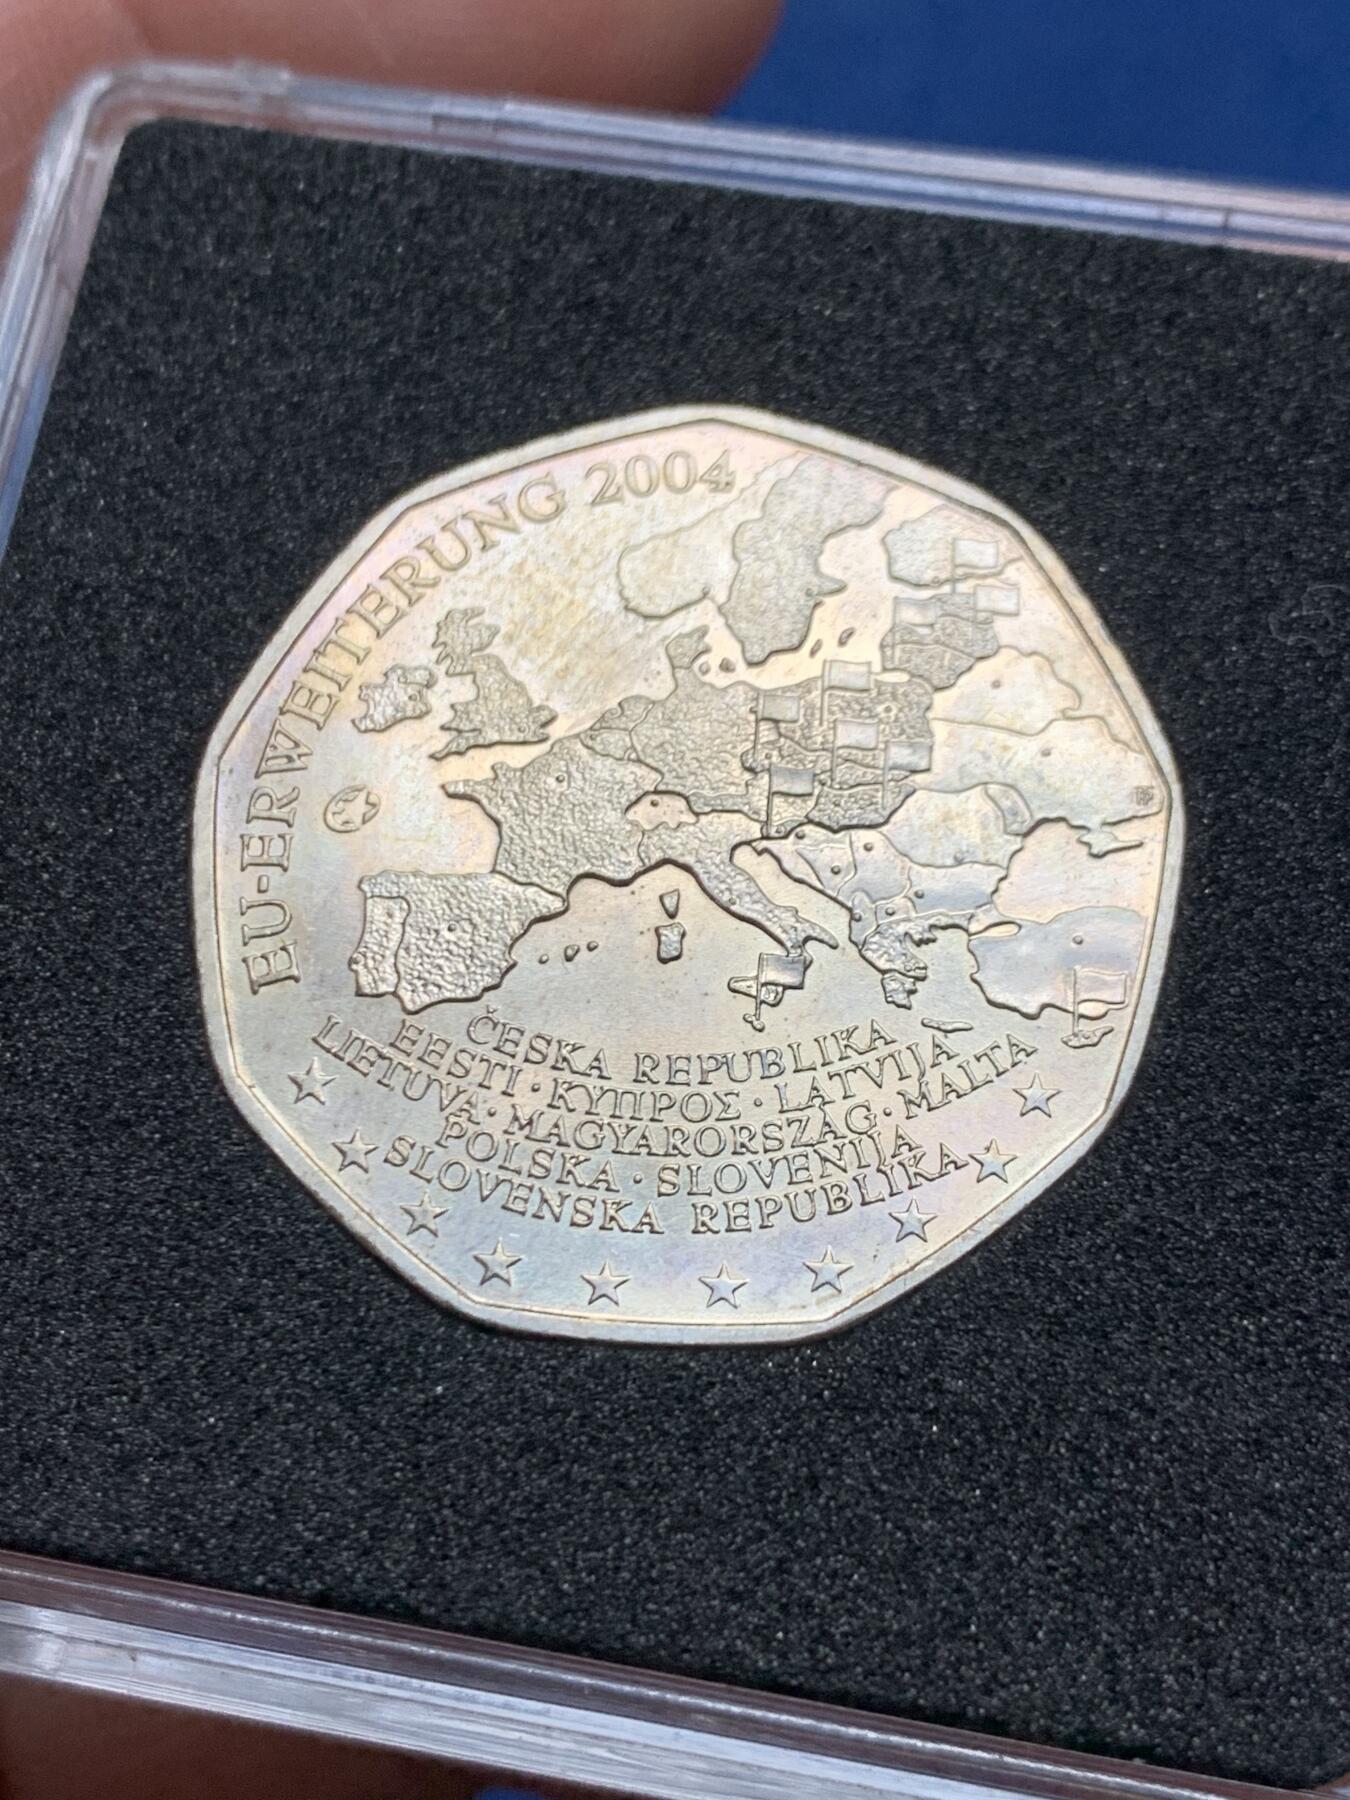 EU-ERWEITERUNG 2004
ČESKA REPUBLIKA
EESTI · ΚΥΠΡΟΣ · LATVIJA
LIETUVA · MAGYARORSZÁG · MALTA
POLSKA · SLOVENIJA
SLOVENSKA REPUBLIKA